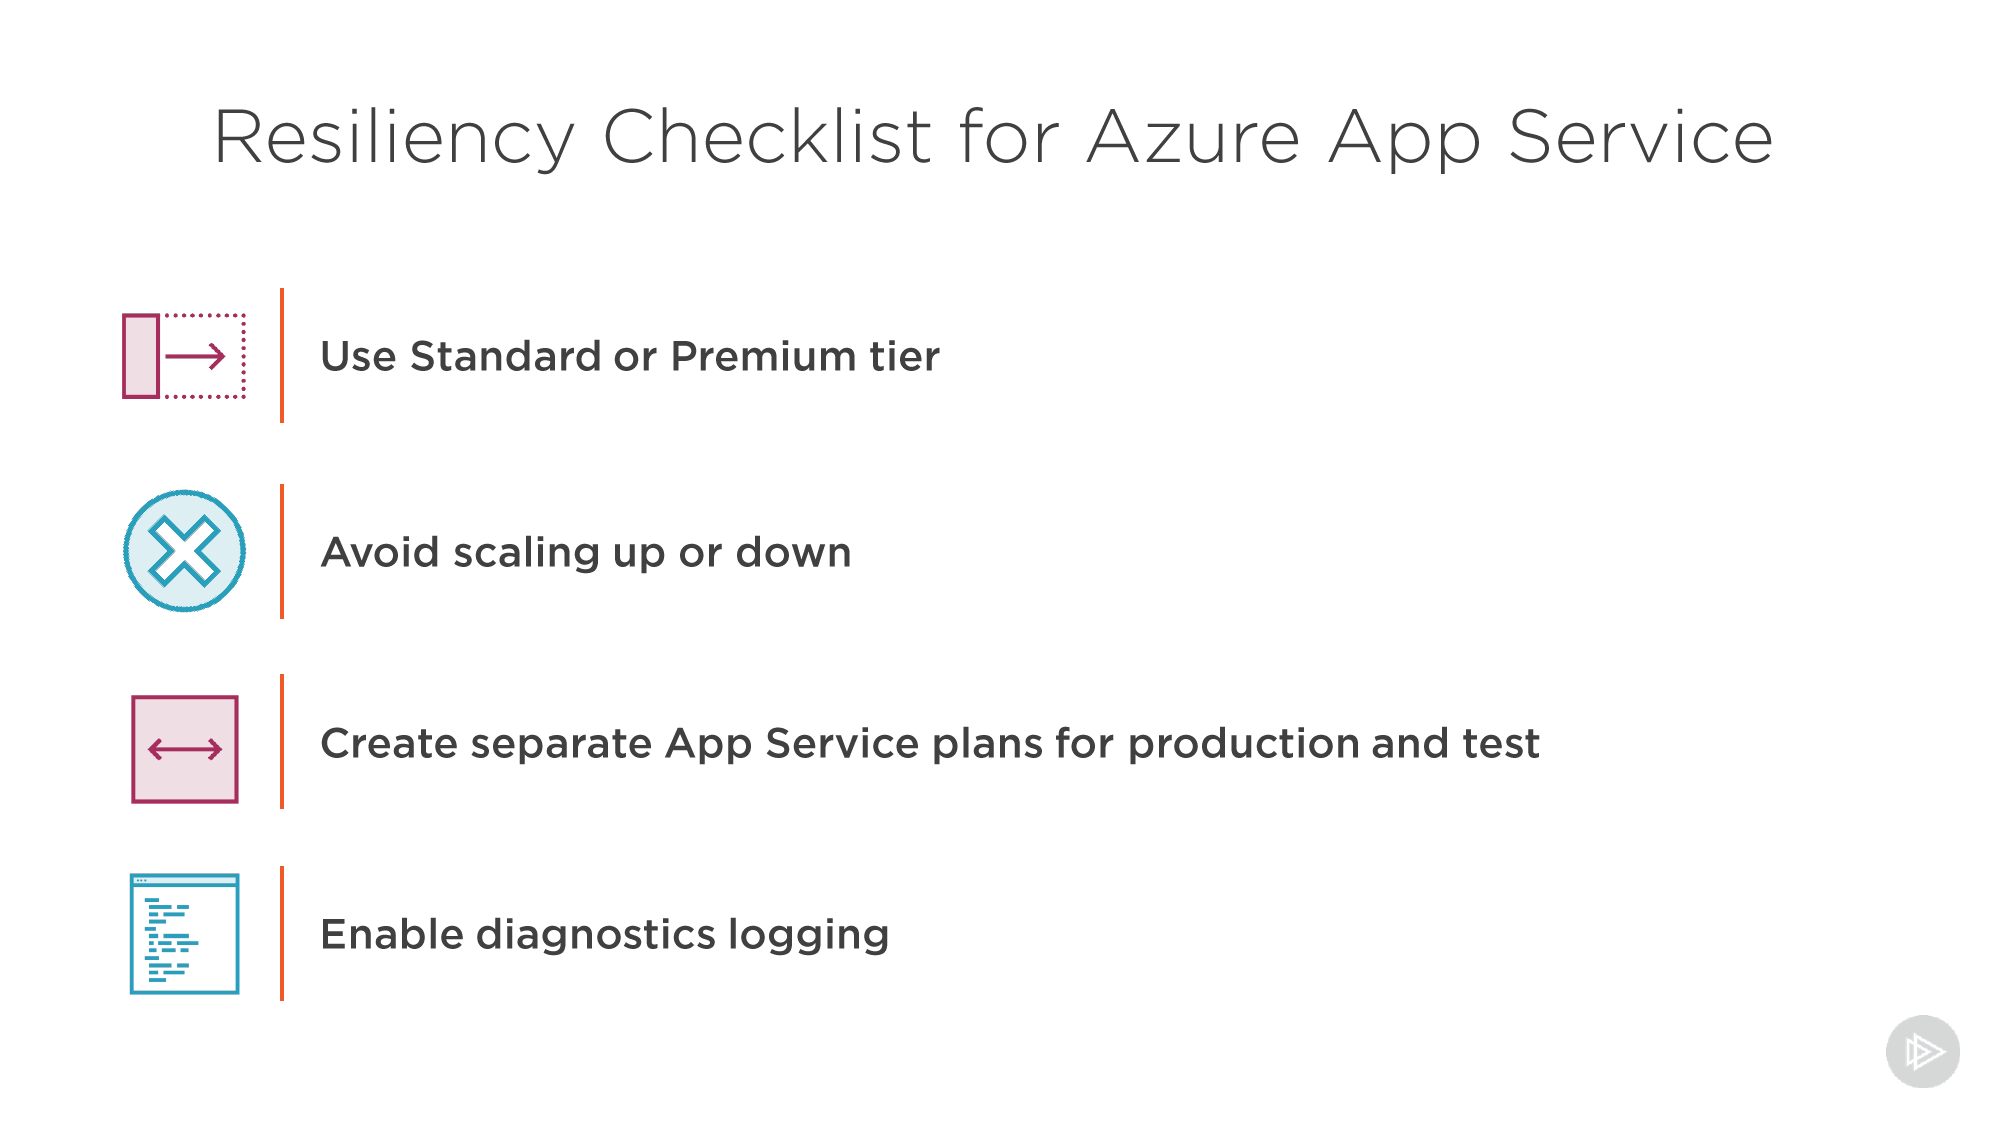 Resiliency Checklist for Azure App Service
Use Standard or Premium tier
Avoid scaling up or down
Create separate App Service plans for production and test
Enable diagnostics logging